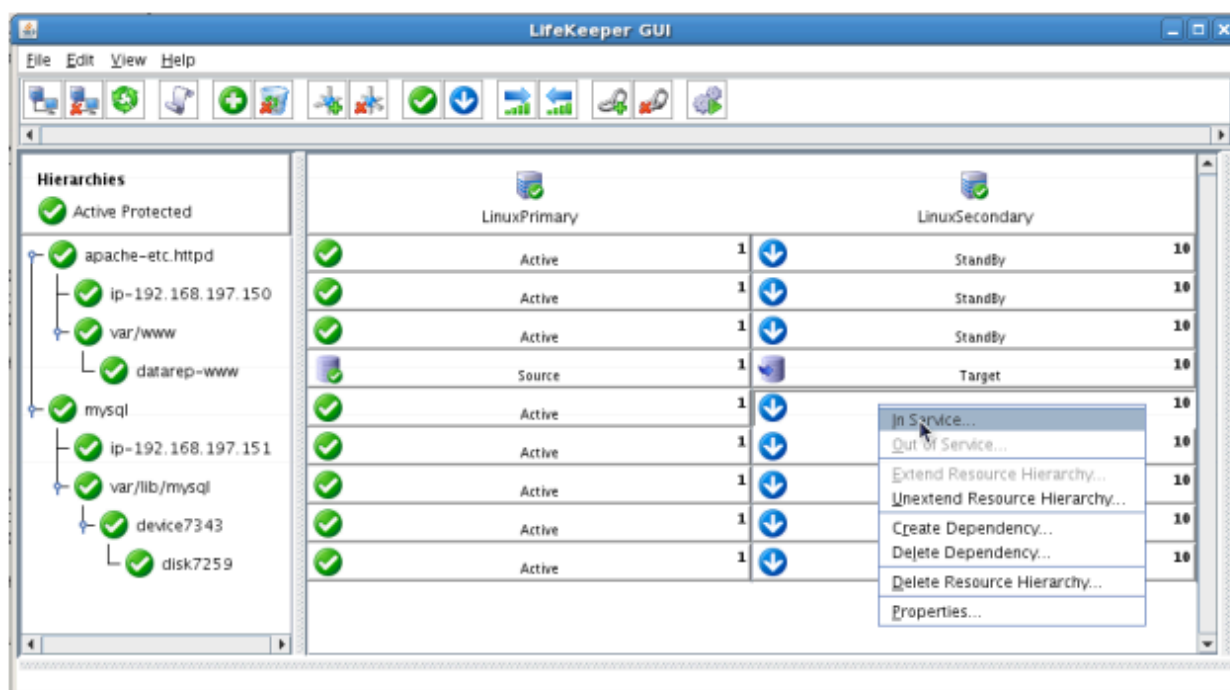 LifeKeeper GUI
File Edit View Help
Hierarchies
Active Protected
LinuxPrimary LinuxSecondary
apache-etc.httpd Active 1 StandBy 10
ip-192.168.197.150 Active 1 StandBy 10
var/www Active 1 StandBy 10
datarep-www Source 1 Target 10
mysql Active 1 10
ip-192.168.197.151 Active 1 10
var/lib/mysql Active 1 10
device7343 Active 1 10
disk7259 Active 1 10
In Service...
Out of Service...
Extend Resource Hierarchy...
Unextend Resource Hierarchy...
Create Dependency...
Delete Dependency...
Delete Resource Hierarchy...
Properties...